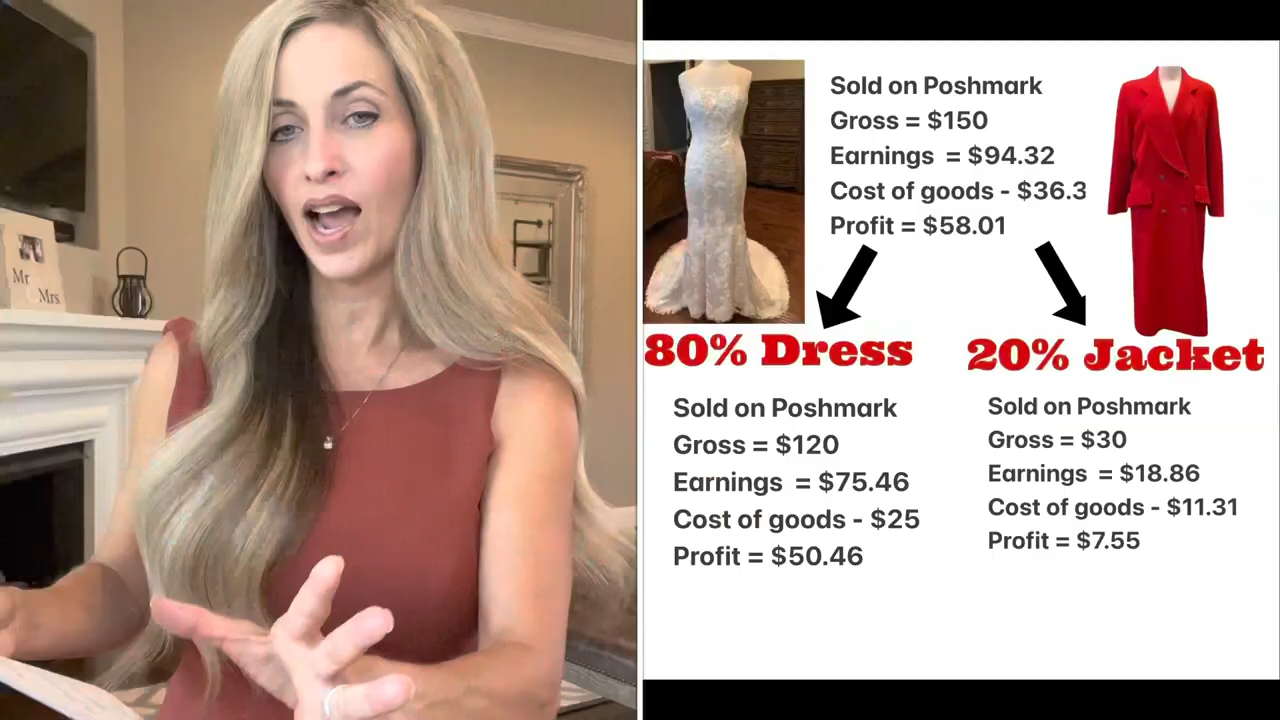 Mr
Mrs
Sold on Poshmark
Gross = $150
Earnings = $94.32
Cost of goods - $36.3
Profit = $58.01
80% Dress
20% Jacket
Sold on Poshmark
Gross = $120
Earnings = $75.46
Cost of goods - $25
Profit = $50.46
Sold on Poshmark
Gross = $30
Earnings = $18.86
Cost of goods - $11.31
Profit = $7.55